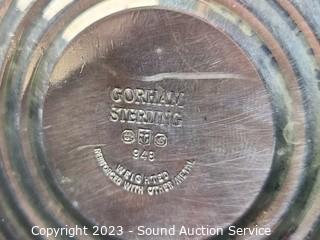 GORHAM
STERLING
948
WEIGHTED
REINFORCED WITH OTHER METAL
Copyright 2023 - Sound Auction Service